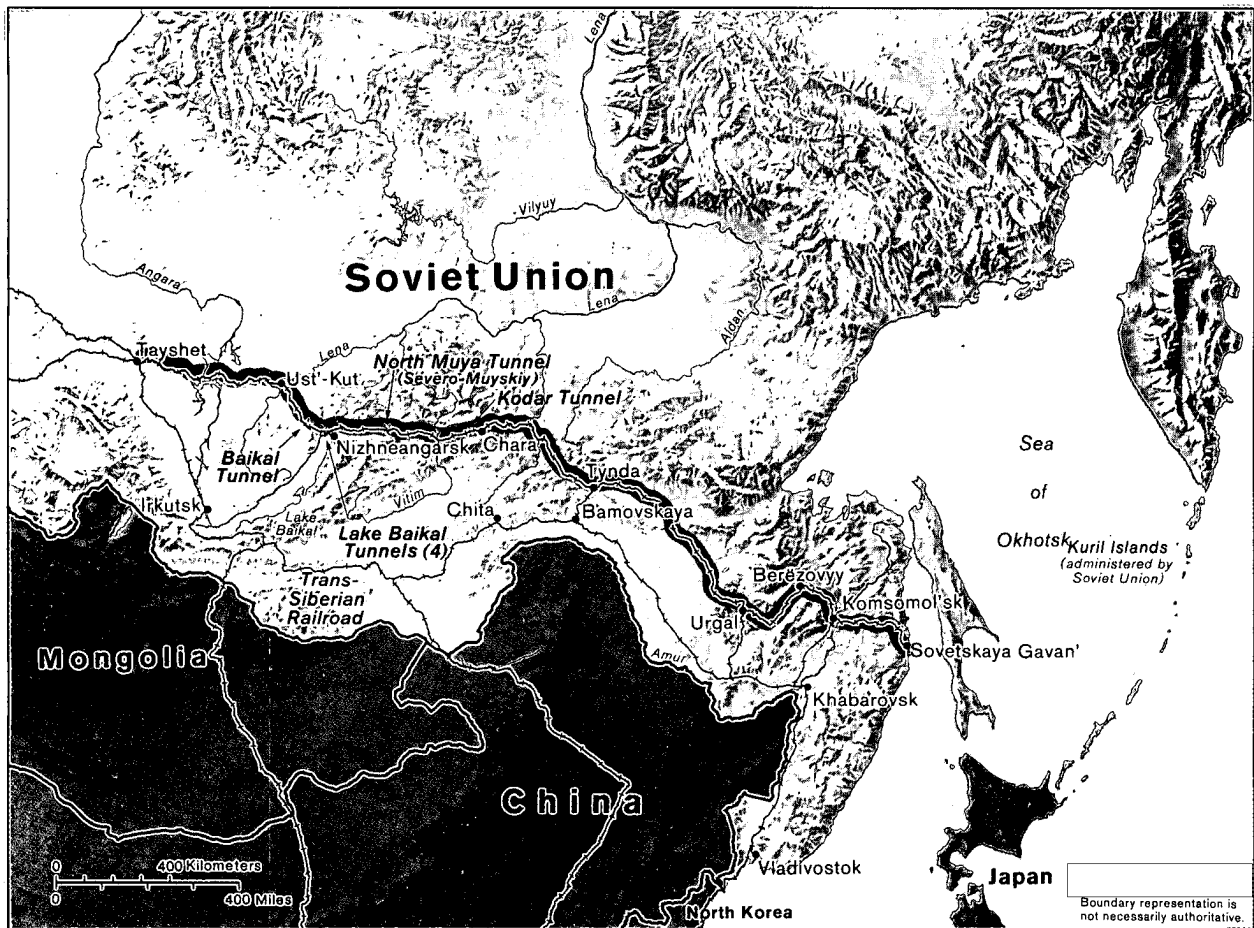 Lena
Vilyuy
Angara
Soviet Union
Lena
Aldan
Tayshet
Lena
North Muya Tunnel
(Severo-Muyskiy)
Ust'-Kut
Kodar Tunnel
Nizhneangarsk
Chara
Baikal
Tunnel
Tynda
Sea
of
Okhotsk
Vitim
Irkutsk
Chita
Bamovskaya
Lake
Baikal
Lake Baikal
Tunnels (4)
Kuril Islands
(administered by
Soviet Union)
Trans-
Siberian
Railroad
Berezovyy
Komsomol'sk
Urgal
Mongolia
Amur
Sovetskaya Gavan'
Khabarovsk
China
0 400 Kilometers
0 400 Miles
Vladivostok
Japan
North Korea
Boundary representation is
not necessarily authoritative.